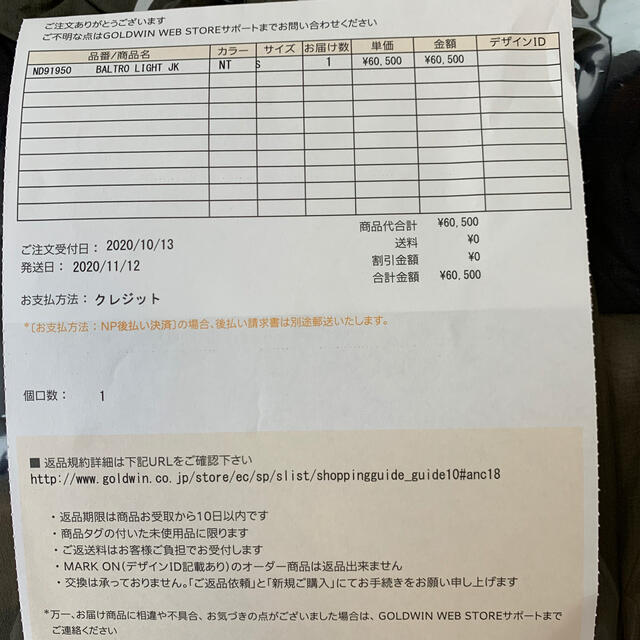 ご注文ありがとうございます
ご不明な点はGOLDWIN WEB STOREサポートまでお問い合わせください
品番/商品名 カラー サイズ お届け数 単価 金額 デザインID
ND91950 BALTRO LIGHT JK NT S 1 ¥60,500 ¥60,500
商品代合計 ¥60,500
送料 ¥0
割引金額 ¥0
合計金額 ¥60,500
ご注文受付日： 2020/10/13
発送日： 2020/11/12
お支払方法： クレジット
*〔お支払方法：NP後払い決済〕の場合、後払い請求書は別途郵送いたします。
個口数： 1
■ 返品規約詳細は下記URLをご確認下さい
http://www.goldwin.co.jp/store/ec/sp/slist/shoppingguide_guide10#anc18
・返品期限は商品お受取から10日以内です
・商品タグの付いた未使用品に限ります
・ご返送料はお客様ご負担でお受付します
・MARK ON(デザインID記載あり)のオーダー商品は返品出来ません
・交換は承っておりません。「ご返品依頼」と「新規ご購入」にてお手続きをお願い申し上げます
*万一、お届け商品に相違や不具合、お気づきの点がございました場合は、GOLDWIN WEB STOREサポートまで
ご連絡ください